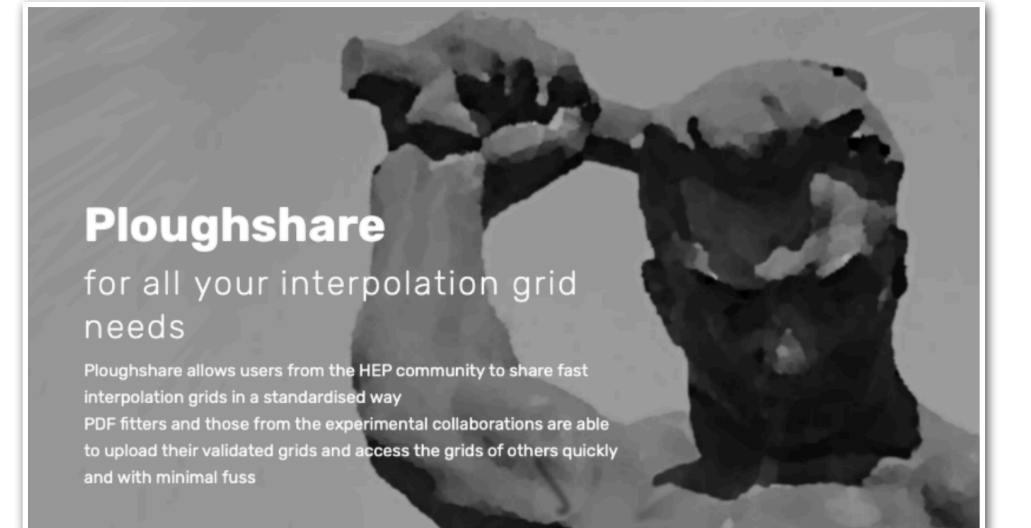 Ploughshare
for all your interpolation grid
needs
Ploughshare allows users from the HEP community to share fast
interpolation grids in a standardised way
PDF fitters and those from the experimental collaborations are able
to upload their validated grids and access the grids of others quickly
and with minimal fuss